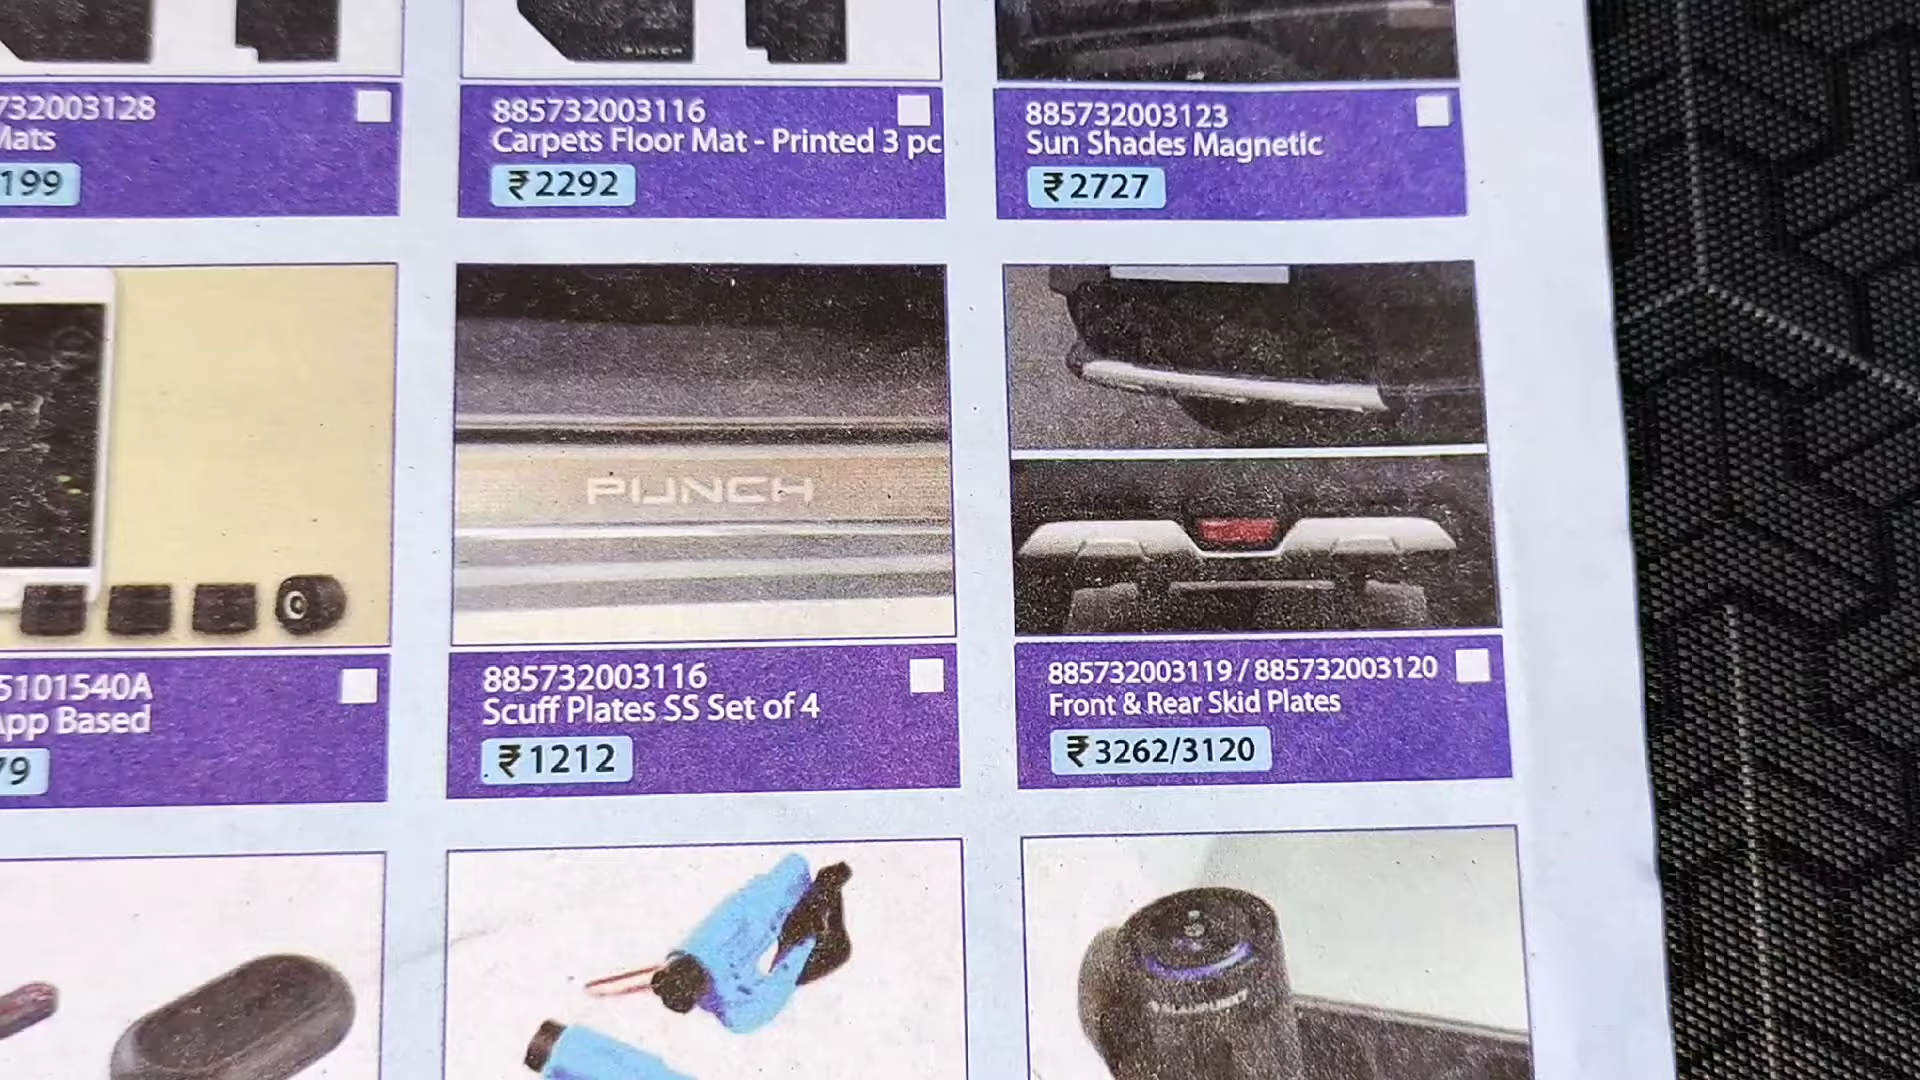 732003128
Mats
199
885732003116
Carpets Floor Mat - Printed 3 pc
₹2292
885732003123
Sun Shades Magnetic
₹2727
PUNCH
5101540A
App Based
79
885732003116
Scuff Plates SS Set of 4
₹1212
885732003119 / 885732003120
Front & Rear Skid Plates
₹3262/3120